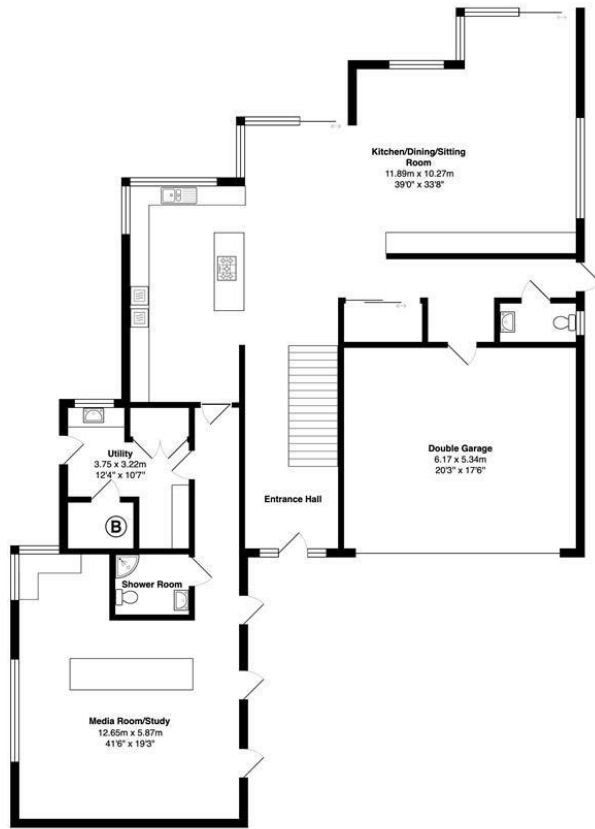 Kitchen/Dining/Sitting
Room
11.89m x 10.27m
39'0" x 33'8"
Utility
3.75 x 3.22m
12'4" x 10'7"
Double Garage
6.17 x 5.34m
20'3" x 17'6"
Entrance Hall
B
Shower Room
Media Room/Study
12.65m x 5.87m
41'6" x 19'3"